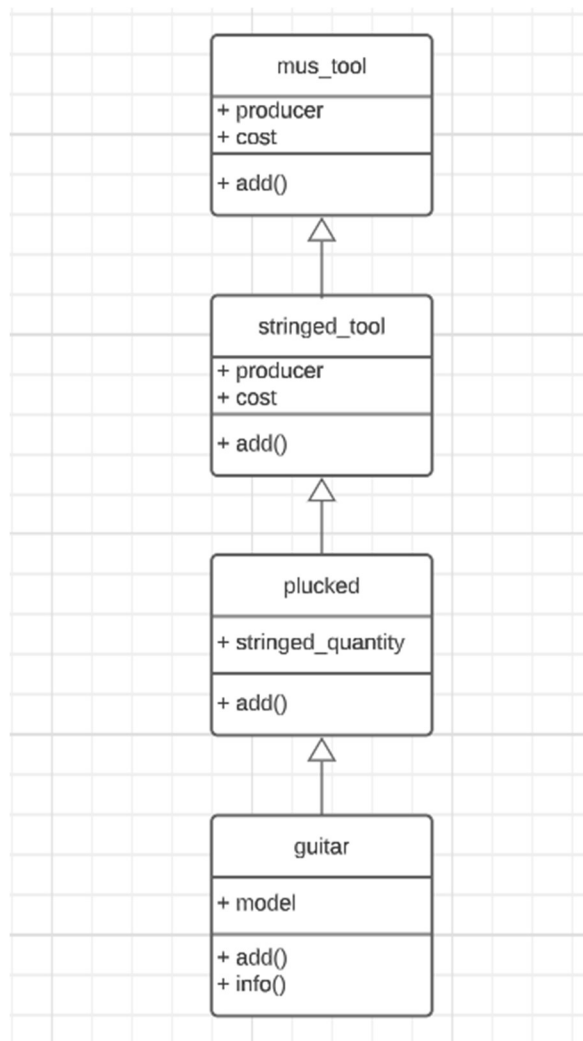 mus_tool
+ producer
+ cost
+ add()
stringed_tool
+ producer
+ cost
+ add()
plucked
+ stringed_quantity
+ add()
guitar
+ model
+ add()
+ info()